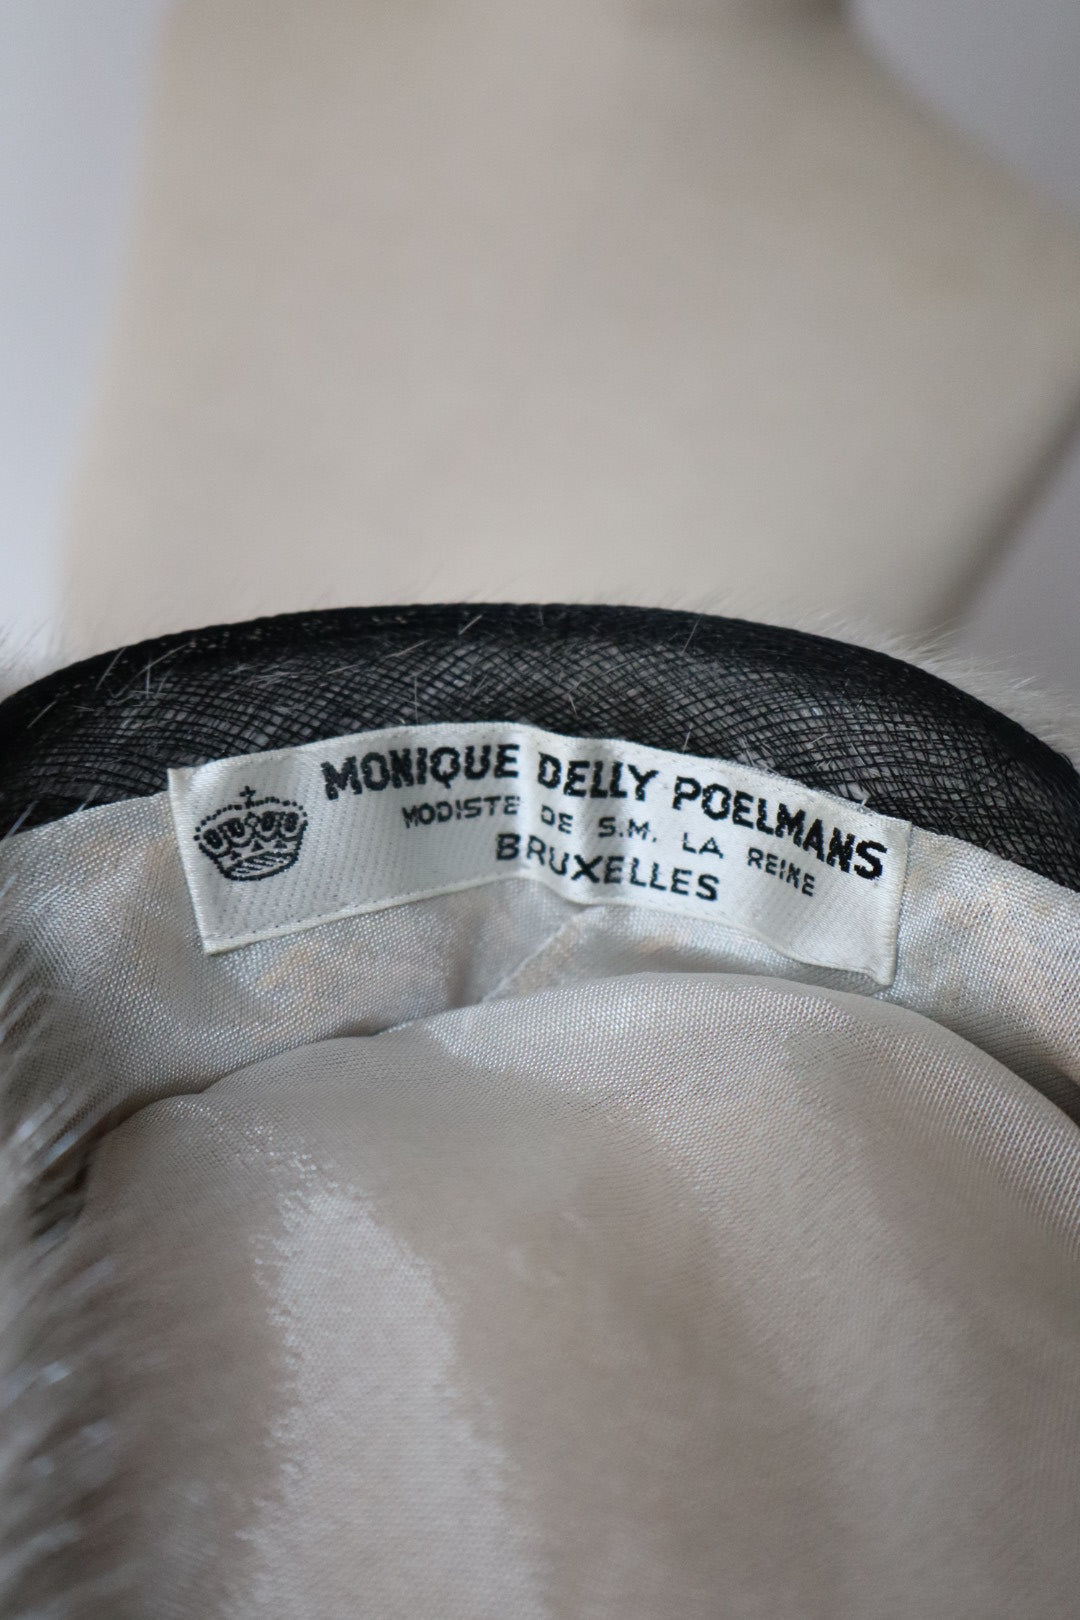 MONIQUE DELLY POELMANS
MODISTE DE S.M. LA REINE
BRUXELLES